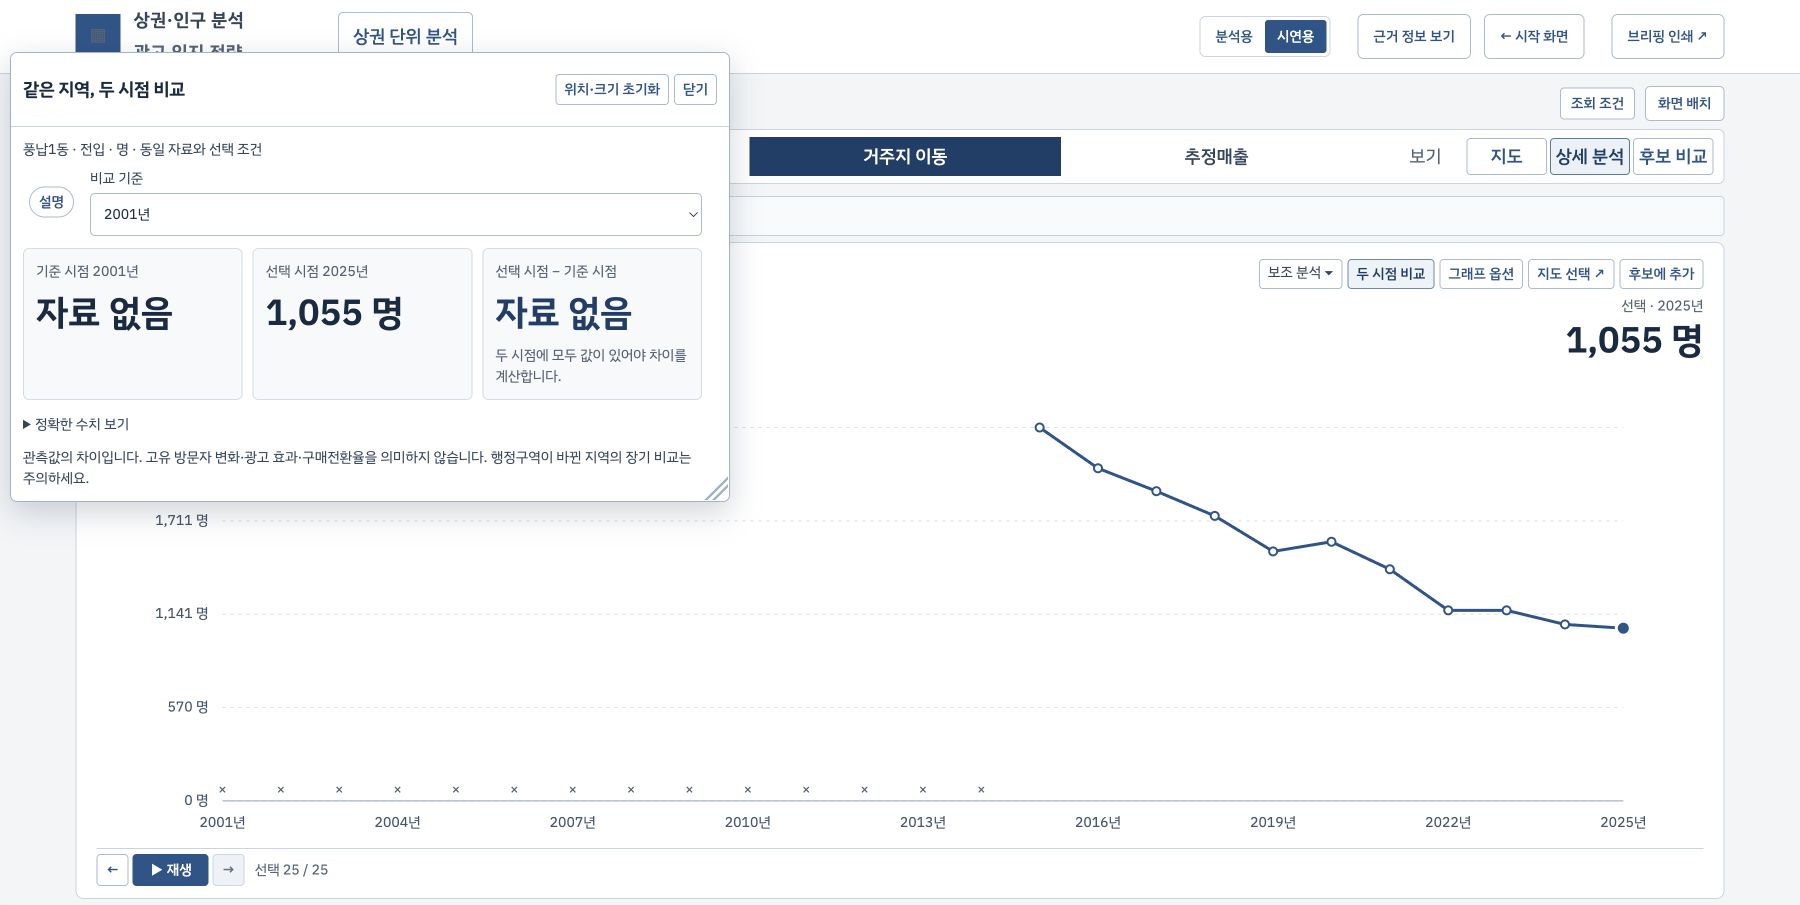 상권·인구 분석
광고 입지 전략
상권 단위 분석
분석용
시연용
근거 정보 보기
← 시작 화면
브리핑 인쇄 ↗
조회 조건
화면 배치
거주지 이동
추정매출
보기
지도
상세 분석
후보 비교
같은 지역, 두 시점 비교
위치·크기 초기화
닫기
풍납1동 · 전입 · 명 · 동일 자료와 선택 조건
설명
비교 기준
2001년
기준 시점 2001년
자료 없음
선택 시점 2025년
1,055 명
선택 시점 − 기준 시점
자료 없음
두 시점에 모두 값이 있어야 차이를
계산합니다.
▶ 정확한 수치 보기
관측값의 차이입니다. 고유 방문자 변화·광고 효과·구매전환율을 의미하지 않습니다. 행정구역이 바뀐 지역의 장기 비교는
주의하세요.
보조 분석 ▾
두 시점 비교
그래프 옵션
지도 선택 ↗
후보에 추가
선택 · 2025년
1,055 명
1,711 명
1,141 명
570 명
0 명
× × × × × × × × × × × × × ×
2001년 2004년 2007년 2010년 2013년 2016년 2019년 2022년 2025년
←
▶ 재생
→
선택 25 / 25